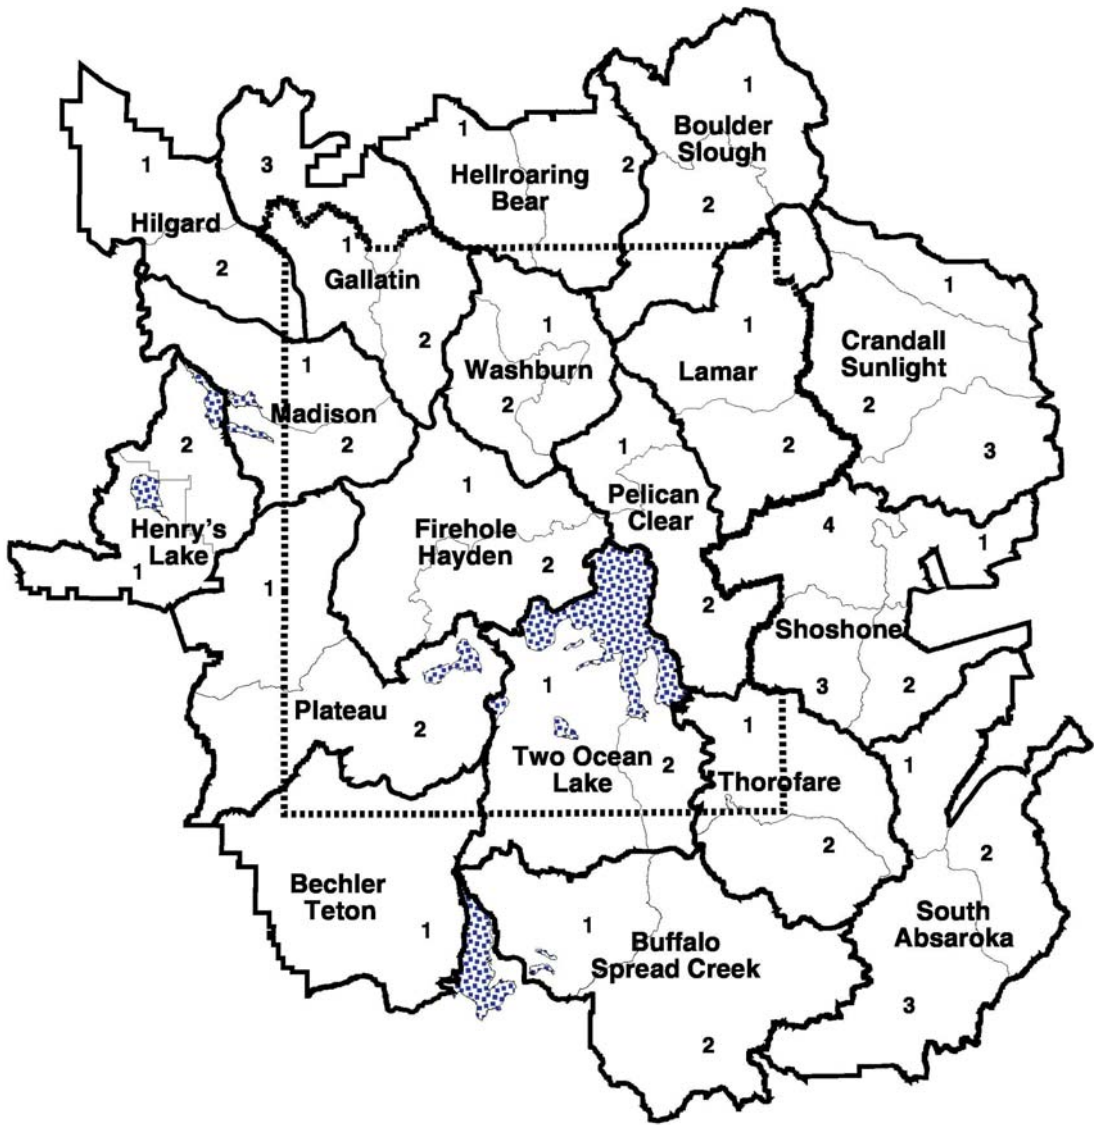 1
Boulder
Slough
2
1
Hellroaring
Bear
2
3
1
Hilgard
2
1
Gallatin
2
1
Washburn
2
1
Lamar
2
1
Crandall
Sunlight
2
3
1
Madison
2
2
Henry's
Lake
1
1
Firehole
Hayden
2
1
Pelican
Clear
2
4
1
Shoshone
3
2
1
Plateau
2
1
Two Ocean
Lake
2
1
Thorofare
2
1
2
South
Absaroka
3
Bechler
Teton
1
1
Buffalo
Spread Creek
2